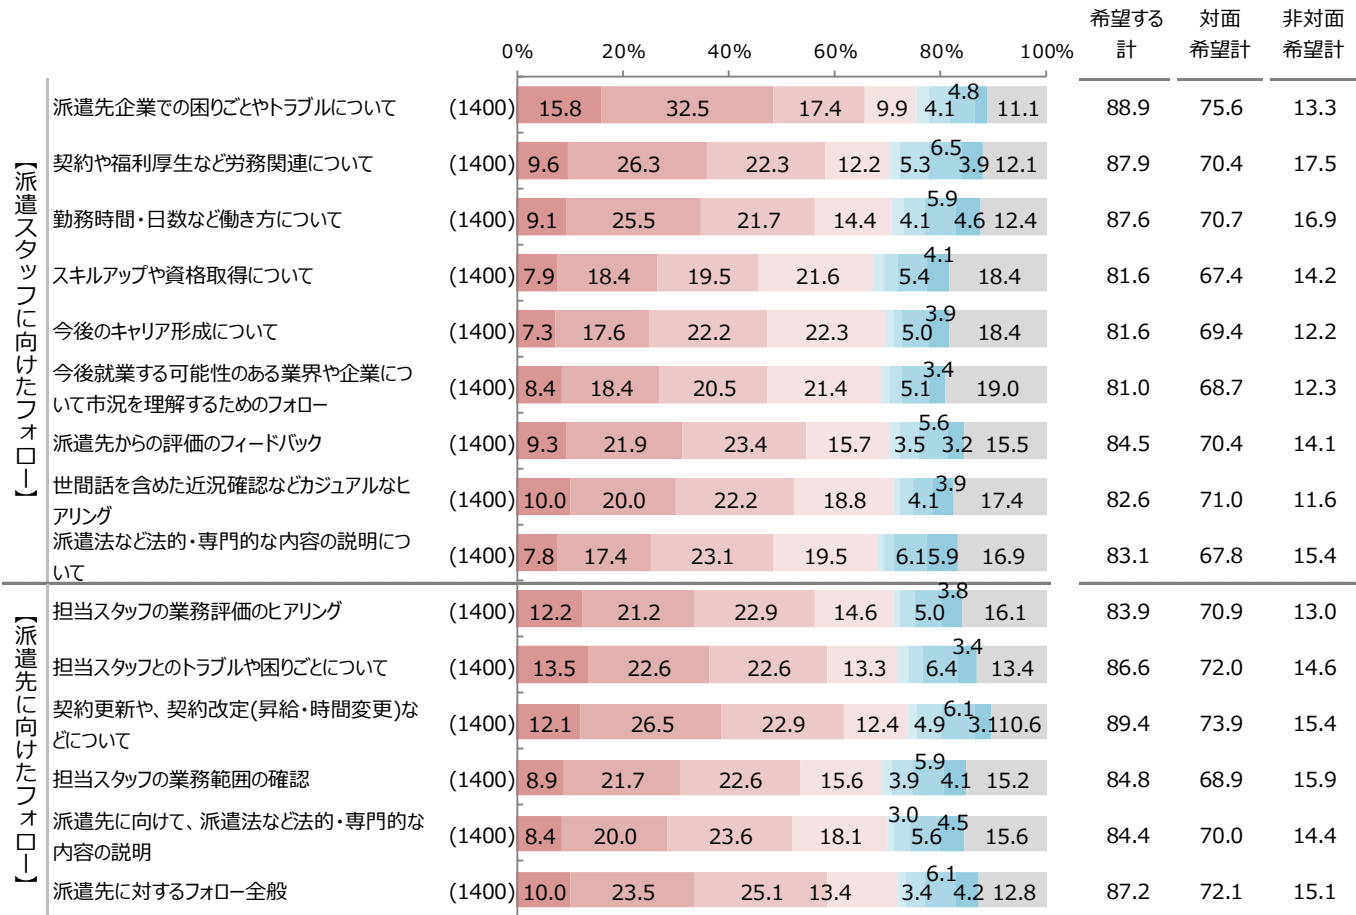 希望する 対面 非対面
計 希望計 希望計
0% 20% 40% 60% 80% 100%
【派遣スタッフに向けたフォロー】
派遣先企業での困りごとやトラブルについて (1400) 15.8 32.5 17.4 9.9 4.1 4.8 11.1 88.9 75.6 13.3
契約や福利厚生など労務関連について (1400) 9.6 26.3 22.3 12.2 5.3 6.5 3.9 12.1 87.9 70.4 17.5
勤務時間・日数など働き方について (1400) 9.1 25.5 21.7 14.4 4.1 5.9 4.6 12.4 87.6 70.7 16.9
スキルアップや資格取得について (1400) 7.9 18.4 19.5 21.6 5.4 4.1 18.4 81.6 67.4 14.2
今後のキャリア形成について (1400) 7.3 17.6 22.2 22.3 5.0 3.9 18.4 81.6 69.4 12.2
今後就業する可能性のある業界や企業につ
いて市況を理解するためのフォロー (1400) 8.4 18.4 20.5 21.4 5.1 3.4 19.0 81.0 68.7 12.3
派遣先からの評価のフィードバック (1400) 9.3 21.9 23.4 15.7 3.5 5.6 3.2 15.5 84.5 70.4 14.1
世間話を含めた近況確認などカジュアルなヒ
アリング (1400) 10.0 20.0 22.2 18.8 4.1 3.9 17.4 82.6 71.0 11.6
派遣法など法的・専門的な内容の説明につ
いて (1400) 7.8 17.4 23.1 19.5 6.1 5.9 16.9 83.1 67.8 15.4
【派遣先に向けたフォロー】
担当スタッフの業務評価のヒアリング (1400) 12.2 21.2 22.9 14.6 5.0 3.8 16.1 83.9 70.9 13.0
担当スタッフとのトラブルや困りごとについて (1400) 13.5 22.6 22.6 13.3 6.4 3.4 13.4 86.6 72.0 14.6
契約更新や、契約改定(昇給・時間変更)な
どについて (1400) 12.1 26.5 22.9 12.4 4.9 6.1 3.1 10.6 89.4 73.9 15.4
担当スタッフの業務範囲の確認 (1400) 8.9 21.7 22.6 15.6 3.9 5.9 4.1 15.2 84.8 68.9 15.9
派遣先に向けて、派遣法など法的・専門的な
内容の説明 (1400) 8.4 20.0 23.6 18.1 3.0 5.6 4.5 15.6 84.4 70.0 14.4
派遣先に対するフォロー全般 (1400) 10.0 23.5 25.1 13.4 3.4 6.1 4.2 12.8 87.2 72.1 15.1